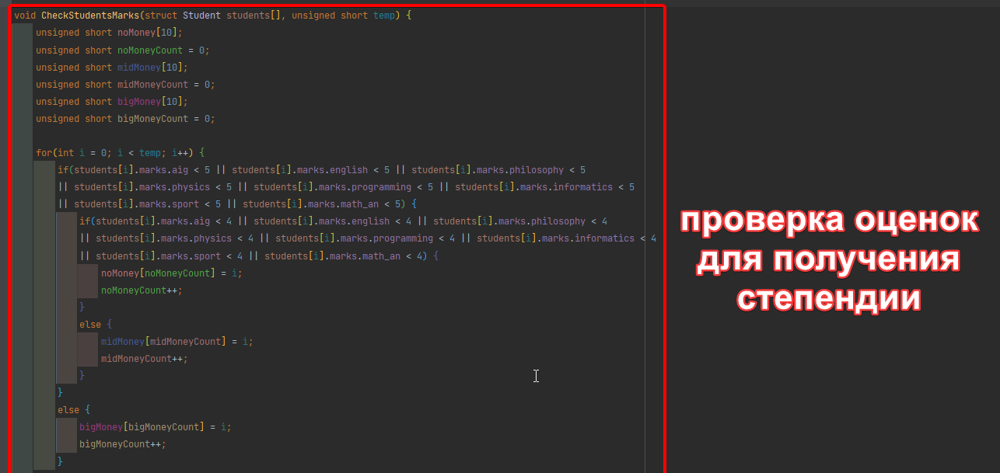 void CheckStudentsMarks(struct Student students[], unsigned short temp) {
unsigned short noMoney[10];
unsigned short noMoneyCount = 0;
unsigned short midMoney[10];
unsigned short midMoneyCount = 0;
unsigned short bigMoney[10];
unsigned short bigMoneyCount = 0;
for(int i = 0; i < temp; i++) {
if(students[i].marks.aig < 5 || students[i].marks.english < 5 || students[i].marks.philosophy < 5
|| students[i].marks.physics < 5 || students[i].marks.programming < 5 || students[i].marks.informatics < 5
|| students[i].marks.sport < 5 || students[i].marks.math_an < 5) {
if(students[i].marks.aig < 4 || students[i].marks.english < 4 || students[i].marks.philosophy < 4
|| students[i].marks.physics < 4 || students[i].marks.programming < 4 || students[i].marks.informatics < 4
|| students[i].marks.sport < 4 || students[i].marks.math_an < 4) {
noMoney[noMoneyCount] = i;
noMoneyCount++;
}
else {
midMoney[midMoneyCount] = i;
midMoneyCount++;
}
}
else {
bigMoney[bigMoneyCount] = i;
bigMoneyCount++;
}
проверка оценок
для получения
степендии